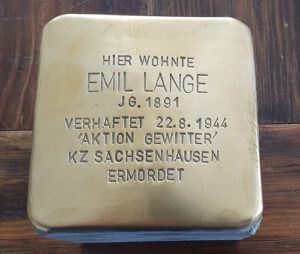 HIER WOHNTE
EMIL LANGE
JG. 1891
VERHAFTET 22.8.1944
'AKTION GEWITTER'
KZ SACHSENHAUSEN
ERMORDET